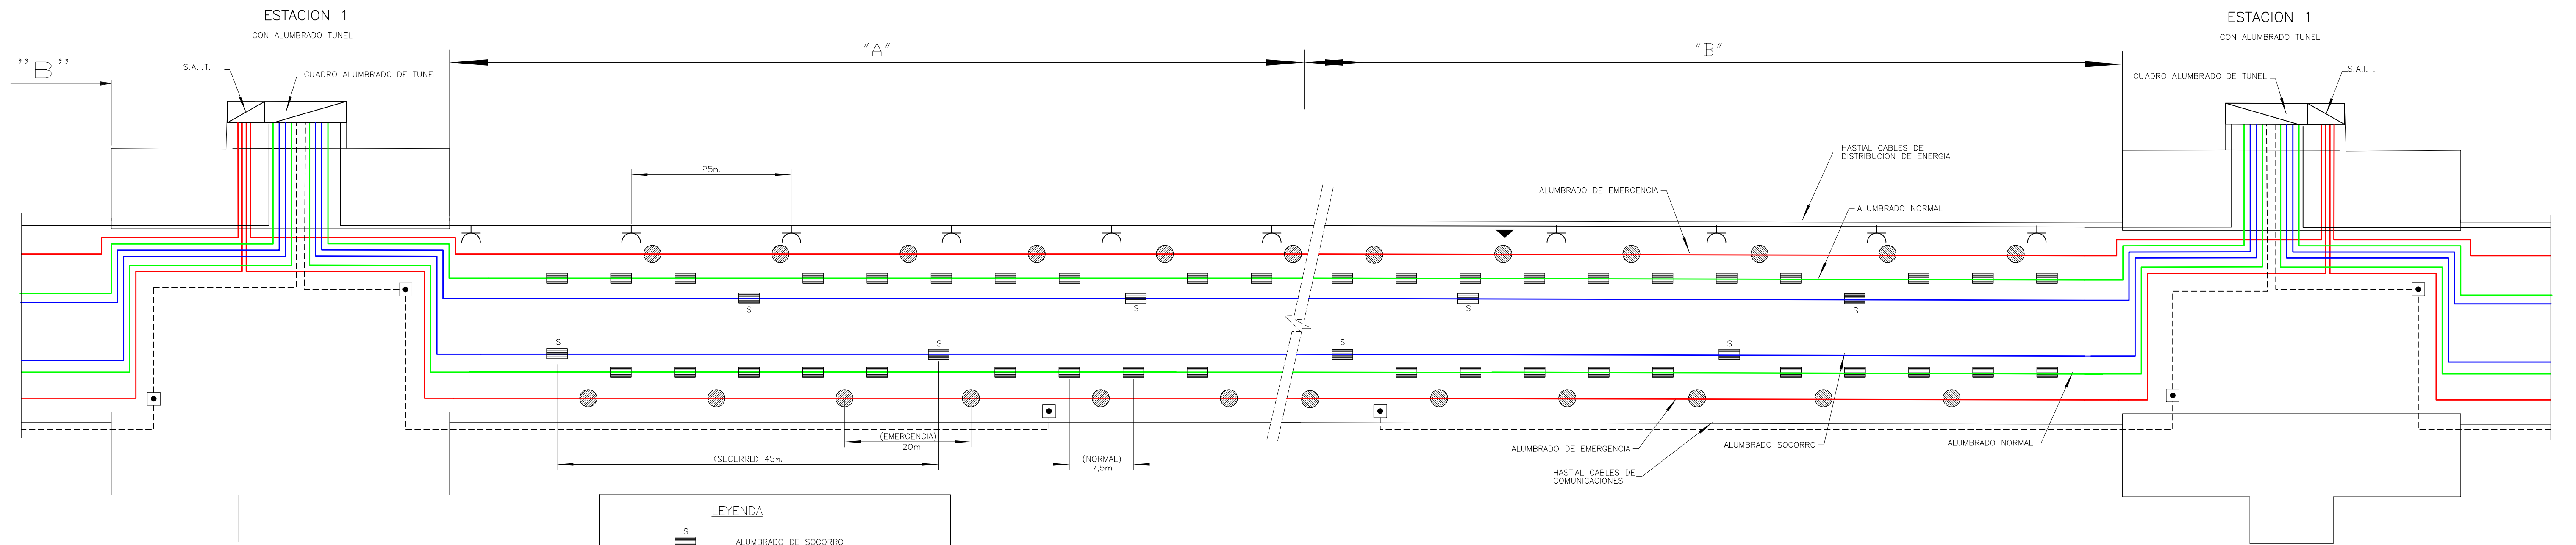 ESTACION 1
CON ALUMBRADO TUNEL
"B"
S.A.I.T.
CUADRO ALUMBRADO DE TUNEL
"A"
"B"
ESTACION 1
CON ALUMBRADO TUNEL
CUADRO ALUMBRADO DE TUNEL
S.A.I.T.
25m.
HASTIAL CABLES DE
DISTRIBUCION DE ENERGIA
ALUMBRADO DE EMERGENCIA
ALUMBRADO NORMAL
S
S
S
S
S
S
S
S
(EMERGENCIA)
20m
(SOCORRO) 45m.
(NORMAL)
7,5m
ALUMBRADO DE EMERGENCIA
ALUMBRADO SOCORRO
ALUMBRADO NORMAL
HASTIAL CABLES DE
COMUNICACIONES
LEYENDA
S
ALUMBRADO DE SOCORRO